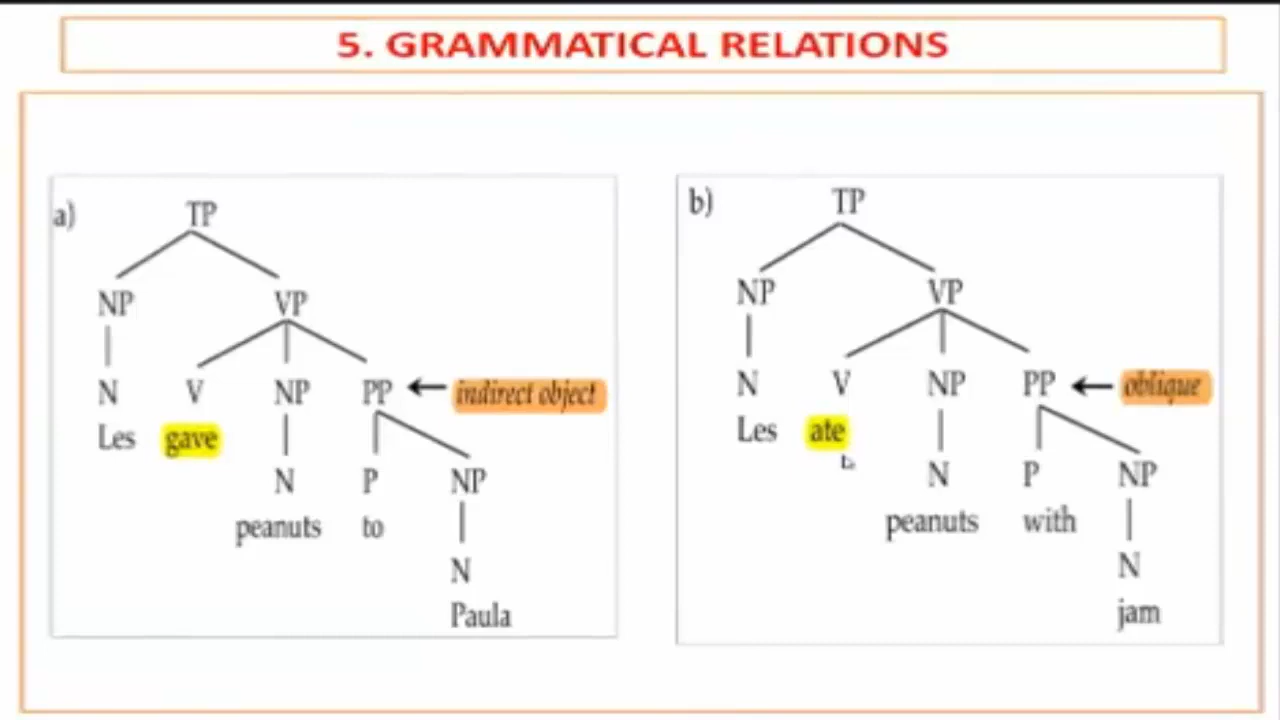 5. GRAMMATICAL RELATIONS
a)
TP
NP VP
N V NP PP indirect object
Les gave
N P NP
peanuts to
N
Paula
b)
TP
NP VP
N V NP PP oblique
Les ate
N P NP
peanuts with
N
jam